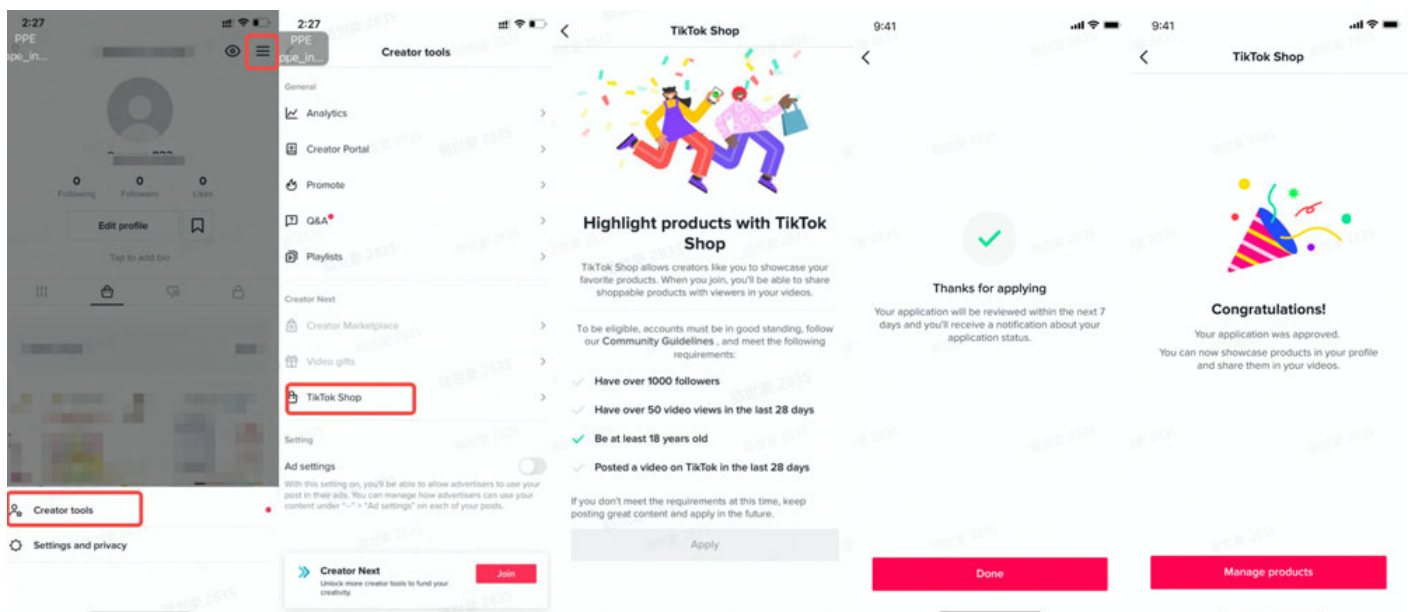 2:27
PPE
0
0
0
Following
Followers
Likes
Edit profile
Tap to add bio
Creator tools
Settings and privacy
2:27
PPE
ppe_in...
Creator tools
General
Analytics
Creator Portal
Promote
Q&A
Playlists
Creator Next
Creator Marketplace
Video gifts
TikTok Shop
Setting
Ad settings
With this setting on, you'll be able to allow advertisers to use your
post in their ads. You can manage how advertisers can use your
content under "--" > "Ad settings" on each of your posts.
Creator Next
Unlock more creator tools to fund your
creativity.
Join
TikTok Shop
Highlight products with TikTok
Shop
TikTok Shop allows creators like you to showcase your
favorite products. When you join, you'll be able to share
shoppable products with viewers in your videos.
To be eligible, accounts must be in good standing, follow
our Community Guidelines , and meet the following
requirements:
Have over 1000 followers
Have over 50 video views in the last 28 days
Be at least 18 years old
Posted a video on TikTok in the last 28 days
If you don't meet the requirements at this time, keep
posting great content and apply in the future.
Apply
9:41
Thanks for applying
Your application will be reviewed within the next 7
days and you'll receive a notification about your
application status.
Done
9:41
TikTok Shop
Congratulations!
Your application was approved.
You can now showcase products in your profile
and share them in your videos.
Manage products